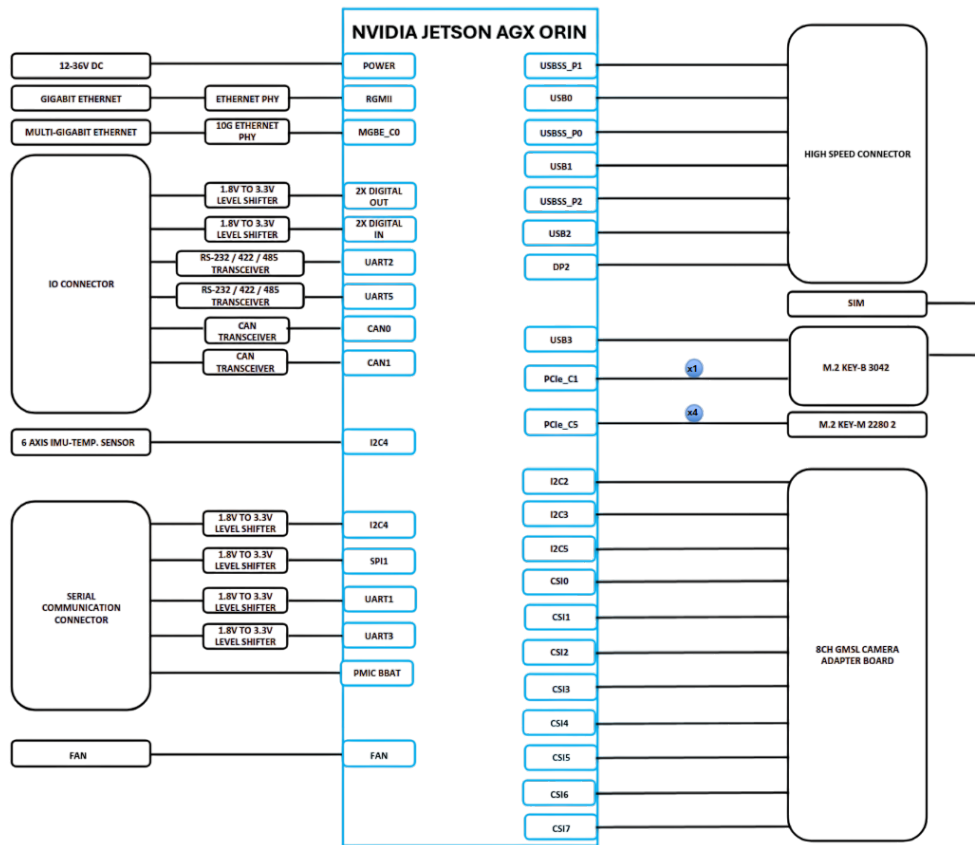 NVIDIA JETSON AGX ORIN
12-36V DC
POWER
GIGABIT ETHERNET
ETHERNET PHY
RGMII
MULTI-GIGABIT ETHERNET
10G ETHERNET
PHY
MGBE_C0
IO CONNECTOR
1.8V TO 3.3V
LEVEL SHIFTER
2X DIGITAL
OUT
1.8V TO 3.3V
LEVEL SHIFTER
2X DIGITAL
IN
RS-232 / 422 / 485
TRANSCEIVER
UART2
RS-232 / 422 / 485
TRANSCEIVER
UART5
CAN
TRANSCEIVER
CAN0
CAN
TRANSCEIVER
CAN1
6 AXIS IMU-TEMP. SENSOR
I2C4
SERIAL
COMMUNICATION
CONNECTOR
1.8V TO 3.3V
LEVEL SHIFTER
I2C4
1.8V TO 3.3V
LEVEL SHIFTER
SPI1
1.8V TO 3.3V
LEVEL SHIFTER
UART1
1.8V TO 3.3V
LEVEL SHIFTER
UART3
PMIC BBAT
FAN
FAN
USBSS_P1
USB0
USBSS_P0
USB1
USBSS_P2
USB2
DP2
HIGH SPEED CONNECTOR
SIM
USB3
PCIe_C1
x1
M.2 KEY-B 3042
PCIe_C5
x4
M.2 KEY-M 2280 2
I2C2
I2C3
I2C5
CSI0
CSI1
CSI2
CSI3
CSI4
CSI5
CSI6
CSI7
8CH GMSL CAMERA
ADAPTER BOARD